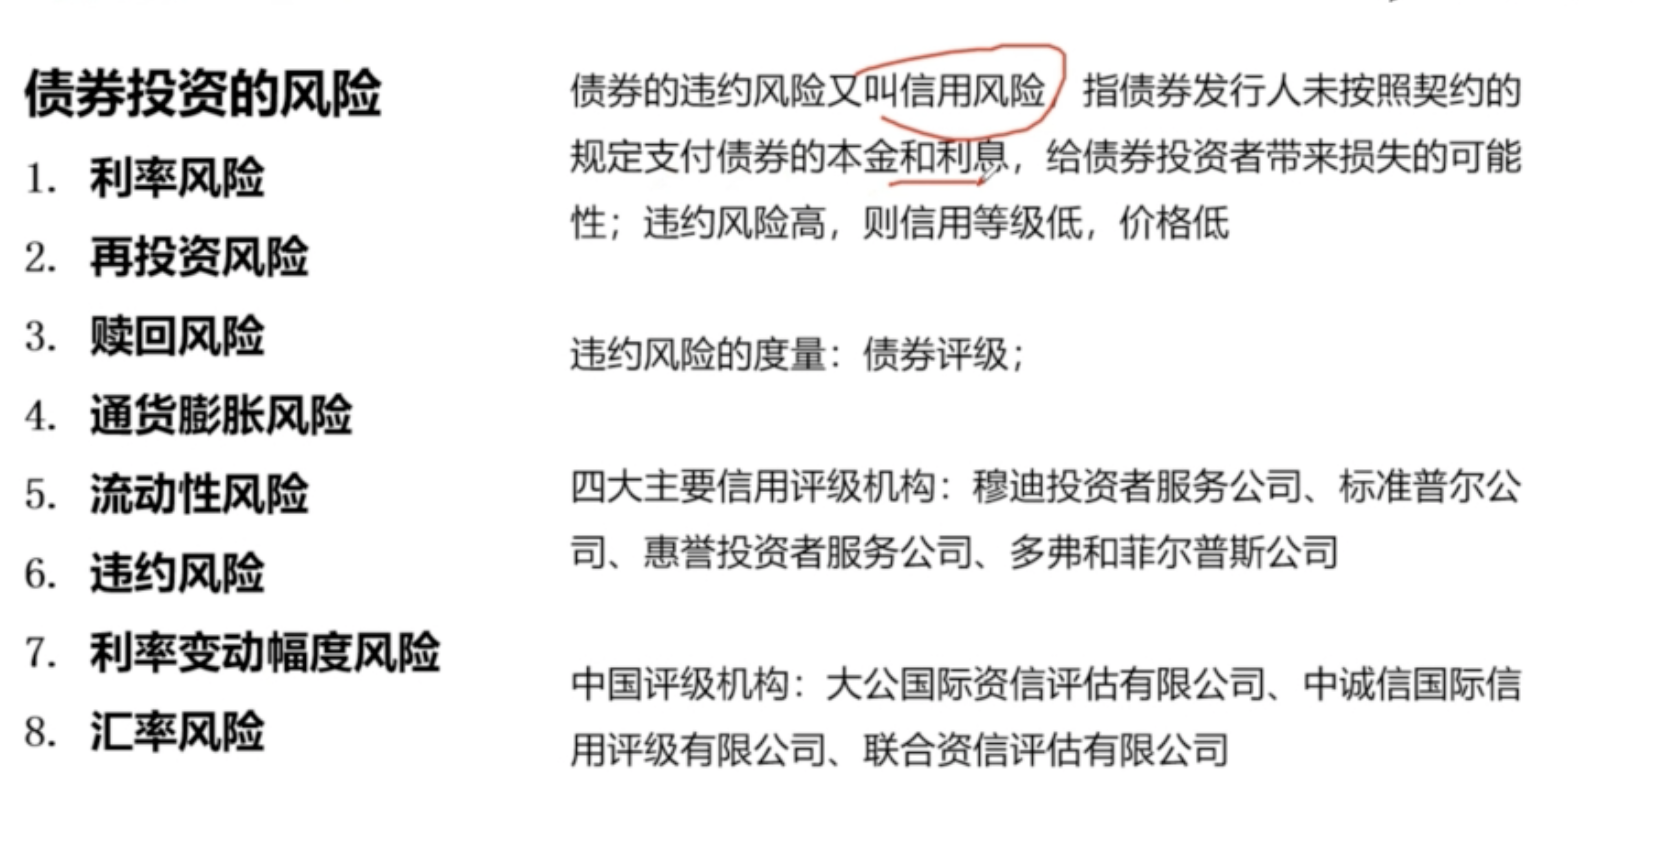 债券投资的风险
1. 利率风险
2. 再投资风险
3. 赎回风险
4. 通货膨胀风险
5. 流动性风险
6. 违约风险
7. 利率变动幅度风险
8. 汇率风险
债券的违约风险又叫信用风险，指债券发行人未按照契约的
规定支付债券的本金和利息，给债券投资者带来损失的可能
性；违约风险高，则信用等级低，价格低
违约风险的度量：债券评级；
四大主要信用评级机构：穆迪投资者服务公司、标准普尔公
司、惠誉投资者服务公司、多弗和菲尔普斯公司
中国评级机构：大公国际资信评估有限公司、中诚信国际信
用评级有限公司、联合资信评估有限公司